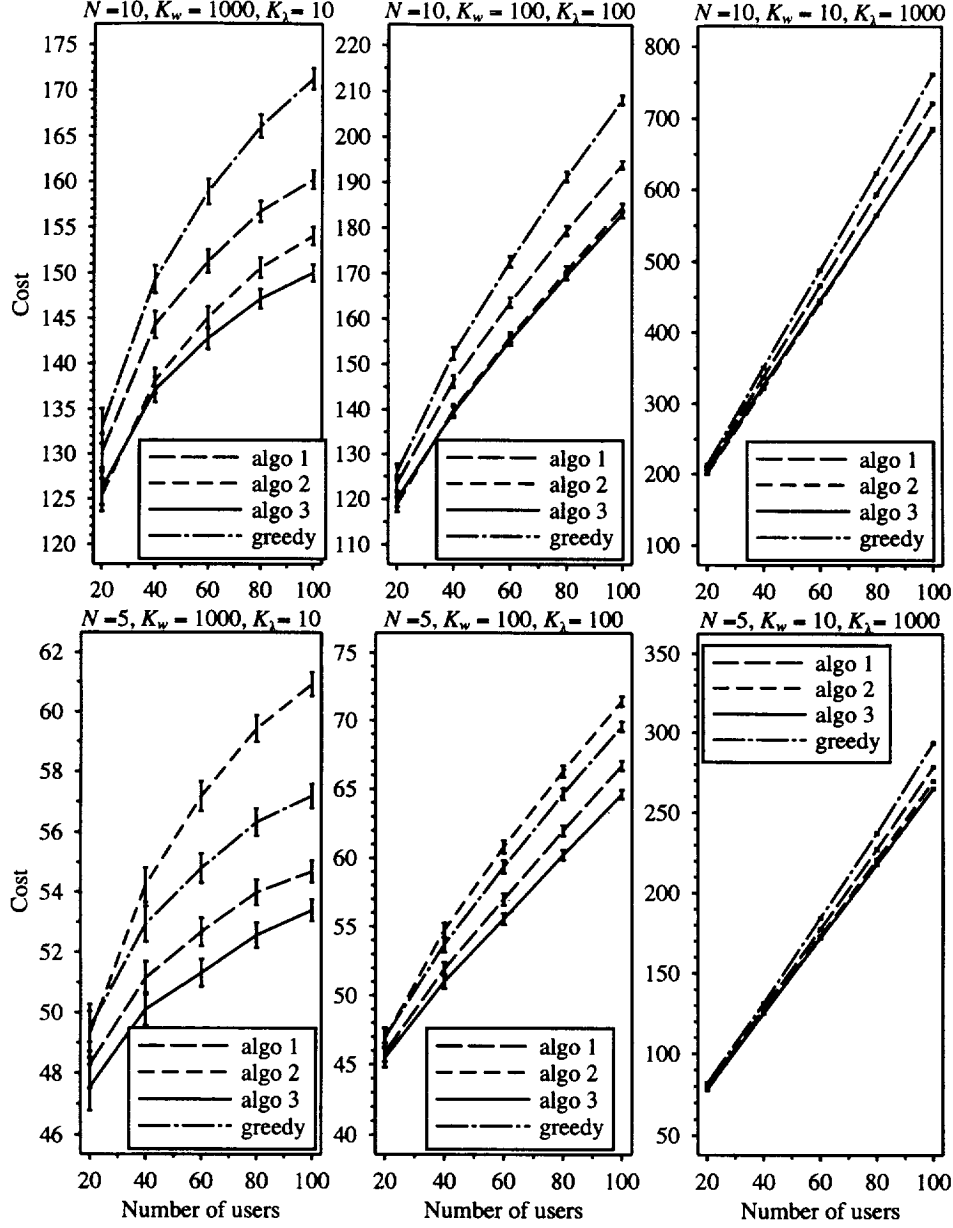 N=10, K_w= 1000, K_λ= 10
Cost
175
170
165
160
155
150
145
140
135
130
125
120
algo 1
algo 2
algo 3
greedy
20 40 60 80 100
N=10, K_w= 100, K_λ= 100
220
210
200
190
180
170
160
150
140
130
120
110
algo 1
algo 2
algo 3
greedy
20 40 60 80 100
N=10, K_w= 10, K_λ= 1000
800
700
600
500
400
300
200
100
algo 1
algo 2
algo 3
greedy
20 40 60 80 100
N=5, K_w= 1000, K_λ= 10
Cost
62
60
58
56
54
52
50
48
46
algo 1
algo 2
algo 3
greedy
20 40 60 80 100
Number of users
N=5, K_w= 100, K_λ= 100
75
70
65
60
55
50
45
40
algo 1
algo 2
algo 3
greedy
20 40 60 80 100
Number of users
N=5, K_w= 10, K_λ= 1000
350
300
250
200
150
100
50
algo 1
algo 2
algo 3
greedy
20 40 60 80 100
Number of users